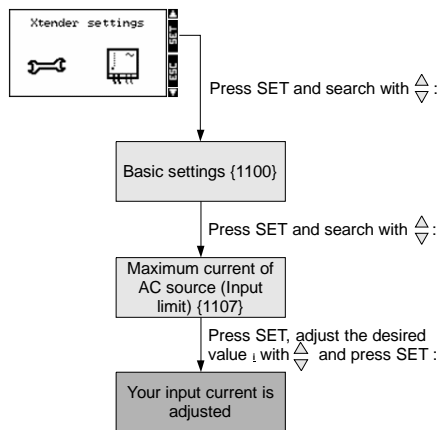 Xtender settings
SET
ESC
Press SET and search with △▽ :
Basic settings {1100}
Press SET and search with △▽ :
Maximum current of
AC source (Input
limit) {1107}
Press SET, adjust the desired
value ¡ with △▽ and press SET :
Your input current is
adjusted